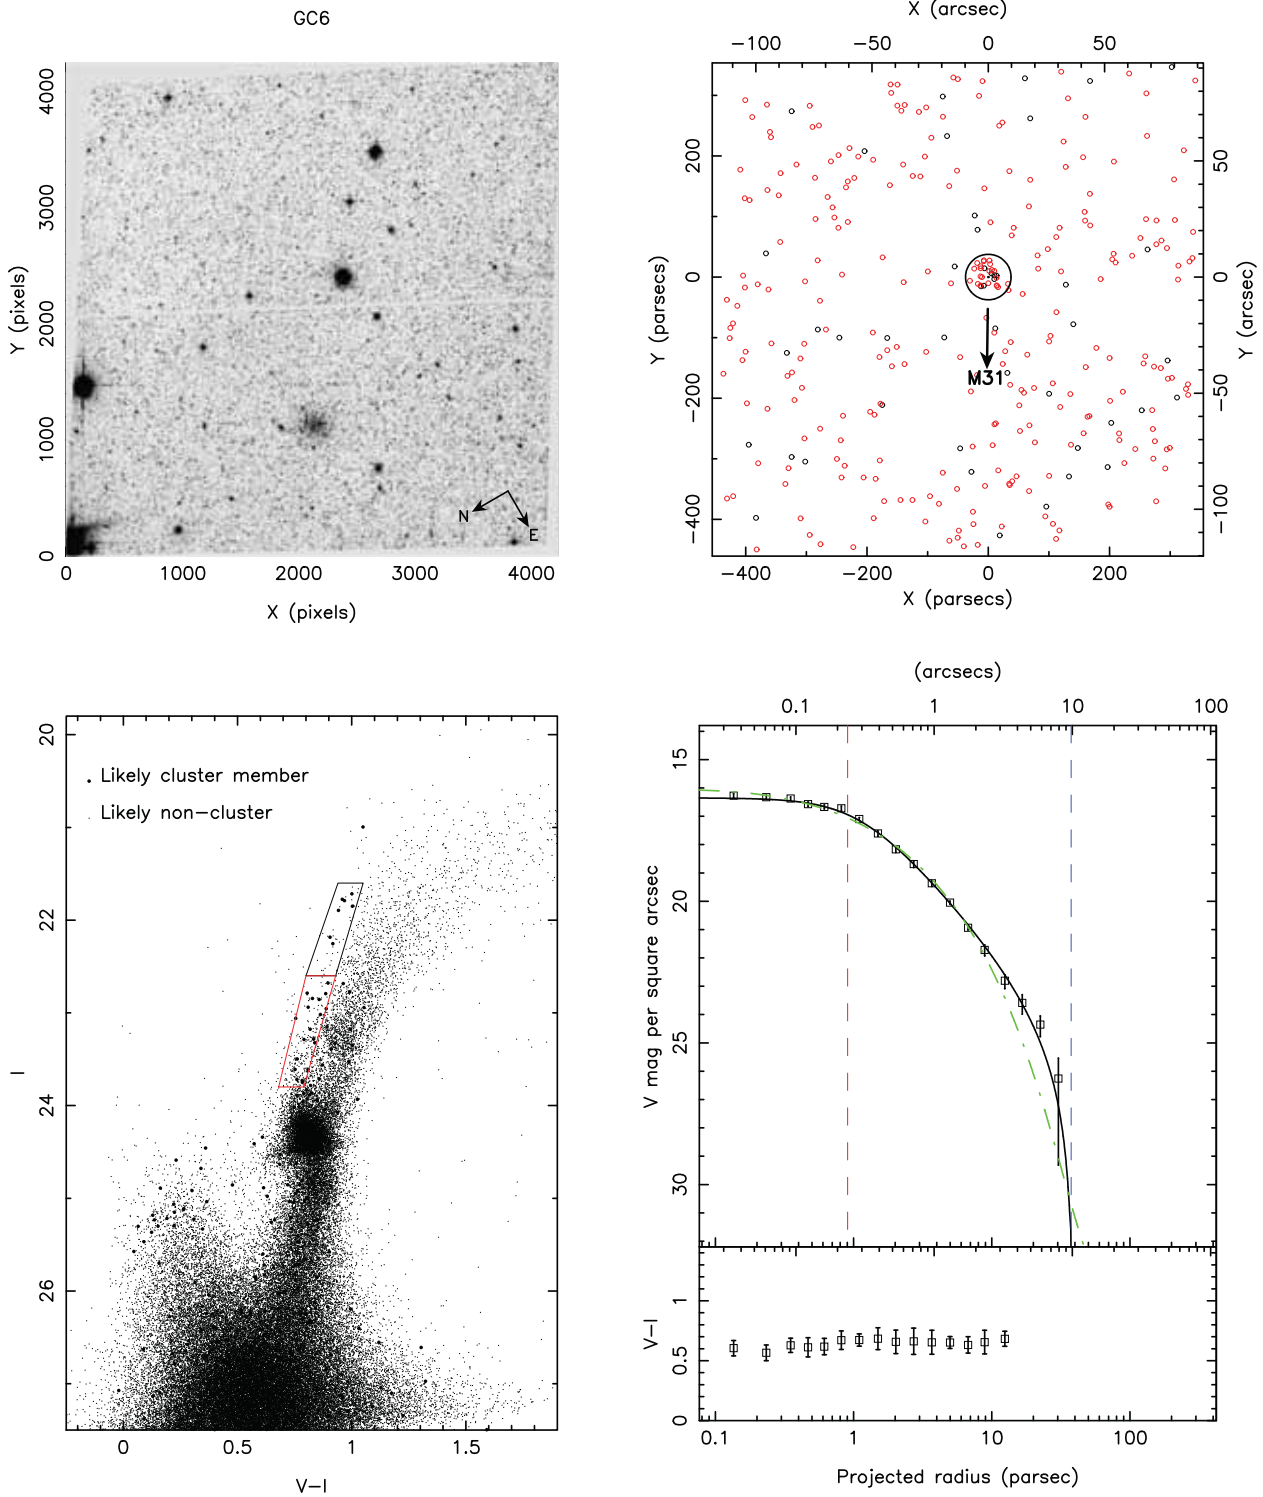 GC6
Y (pixels)
4000
3000
2000
1000
0
N
E
0 1000 2000 3000 4000
X (pixels)
X (arcsec)
−100 −50 0 50
Y (parsecs)
200
0
−200
−400
M31
50
0
−50
−100
Y (arcsec)
−400 −200 0 200
X (parsecs)
I
20
22
24
26
Likely cluster member
Likely non−cluster
0 0.5 1 1.5
V−I
(arcsecs)
0.1 1 10 100
V mag per square arcsec
15
20
25
30
V−I
1
0.5
0
0.1 1 10 100
Projected radius (parsec)